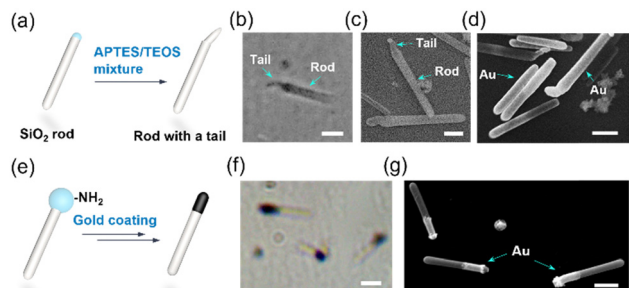 (a)
APTES/TEOS
mixture
SiO₂ rod
Rod with a tail
(b)
Tail
Rod
(c)
Tail
Rod
(d)
Au
Au
(e)
-NH₂
Gold coating
(f)
(g)
Au